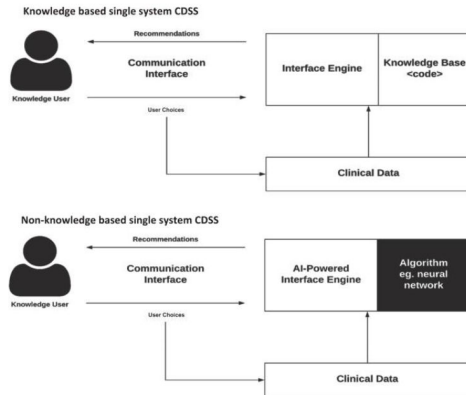 Knowledge based single system CDSS
Recommendations
Communication
Interface
Knowledge User
User Choices
Interface Engine
Knowledge Base
<code>
Clinical Data
Non-knowledge based single system CDSS
Recommendations
Communication
Interface
Knowledge User
User Choices
AI-Powered
Interface Engine
Algorithm
eg. neural
network
Clinical Data